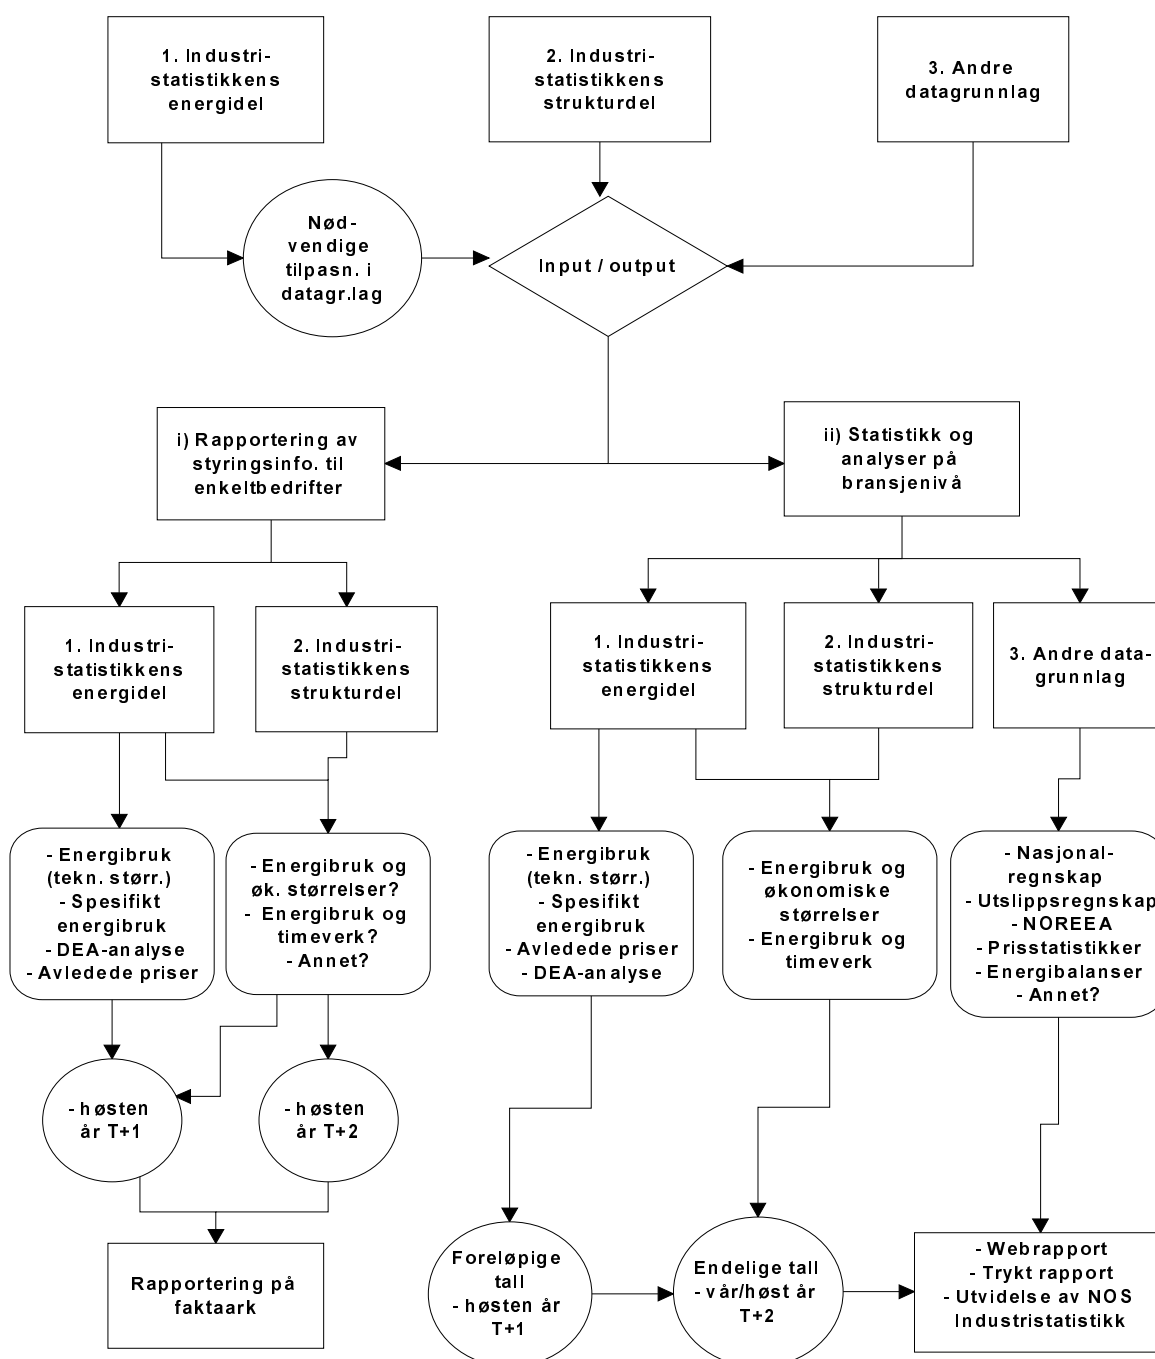 1. Industri-
statistikkens
energidel
2. Industri-
statistikkens
strukturdel
3. Andre
datagrunnlag
Nød-
vendige
tilpasn. i
datagr.lag
Input / output
i) Rapportering av
styringsinfo. til
enkeltbedrifter
ii) Statistikk og
analyser på
bransjenivå
1. Industri-
statistikkens
energidel
2. Industri-
statistikkens
strukturdel
1. Industri-
statistikkens
energidel
2. Industri-
statistikkens
strukturdel
3. Andre data-
grunnlag
- Energibruk
(tekn. størr.)
- Spesifikt
energibruk
- DEA-analyse
- Avledede priser
- Energibruk og
øk. størrelser?
- Energibruk og
timeverk?
- Annet?
- Energibruk
(tekn. størr.)
- Spesifikt
energibruk
- Avledede priser
- DEA-analyse
- Energibruk og
økonomiske
størrelser
- Energibruk og
timeverk
- Nasjonal-
regnskap
- Utslippsregnskap
- NOREEA
- Prisstatistikker
- Energibalanser
- Annet?
- høsten
år T+1
- høsten
år T+2
Rapportering på
faktaark
Foreløpige
tall
- høsten år
T+1
Endelige tall
- vår/høst år
T+2
- Webrapport
- Trykt rapport
- Utvidelse av NOS
Industristatistikk